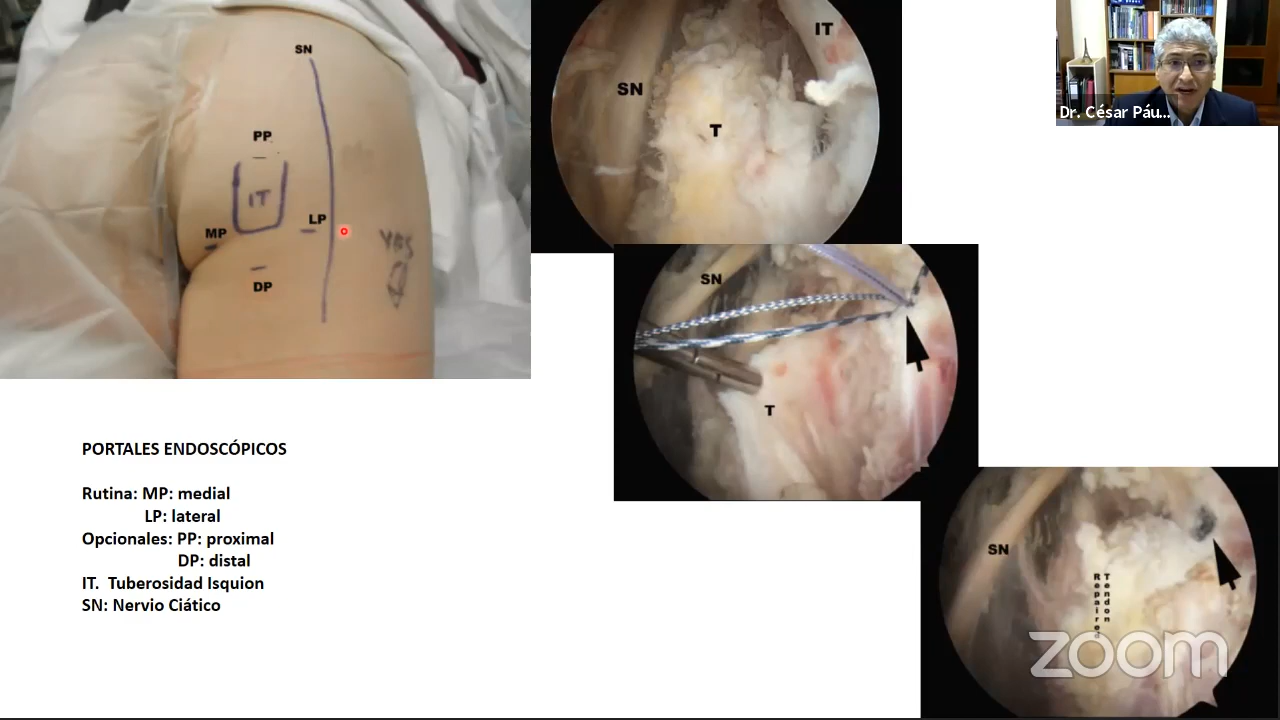 SN
PP
IT
LP
MP
DP
YES
IT
SN
T
Dr. César Páu...
SN
T
SN
Repaired
Tendon
zoom
PORTALES ENDOSCÓPICOS
Rutina: MP: medial
LP: lateral
Opcionales: PP: proximal
DP: distal
IT. Tuberosidad Isquion
SN: Nervio Ciático